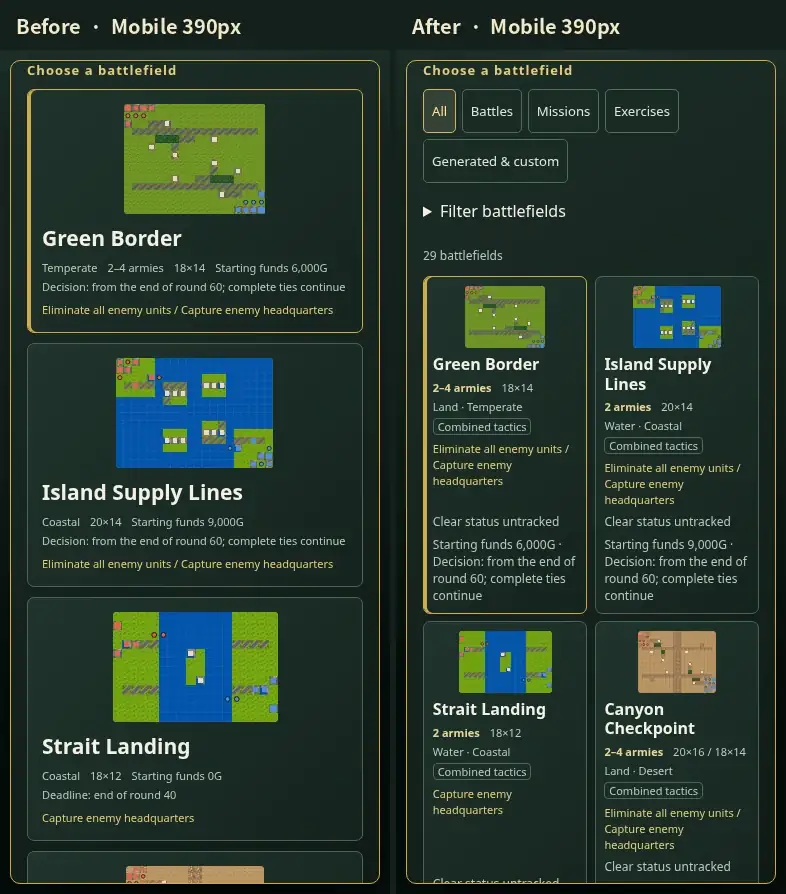 Before · Mobile 390px
Choose a battlefield
Green Border
Temperate 2–4 armies 18×14 Starting funds 6,000G
Decision: from the end of round 60; complete ties continue
Eliminate all enemy units / Capture enemy headquarters
Island Supply Lines
Coastal 20×14 Starting funds 9,000G
Decision: from the end of round 60; complete ties continue
Eliminate all enemy units / Capture enemy headquarters
Strait Landing
Coastal 18×12 Starting funds 0G
Deadline: end of round 40
Capture enemy headquarters
After · Mobile 390px
Choose a battlefield
All Battles Missions Exercises
Generated & custom
▶ Filter battlefields
29 battlefields
Green Border
2–4 armies 18×14
Land · Temperate
Combined tactics
Eliminate all enemy units /
Capture enemy
headquarters
Clear status untracked
Starting funds 6,000G ·
Decision: from the end of
round 60; complete ties
continue
Island Supply
Lines
2 armies 20×14
Water · Coastal
Combined tactics
Eliminate all enemy units /
Capture enemy
headquarters
Clear status untracked
Starting funds 9,000G ·
Decision: from the end of
round 60; complete ties
continue
Strait Landing
2 armies 18×12
Water · Coastal
Combined tactics
Capture enemy
headquarters
Clear status untracked
Canyon
Checkpoint
2–4 armies 20×16 / 18×14
Land · Desert
Combined tactics
Eliminate all enemy units /
Capture enemy
headquarters
Clear status untracked